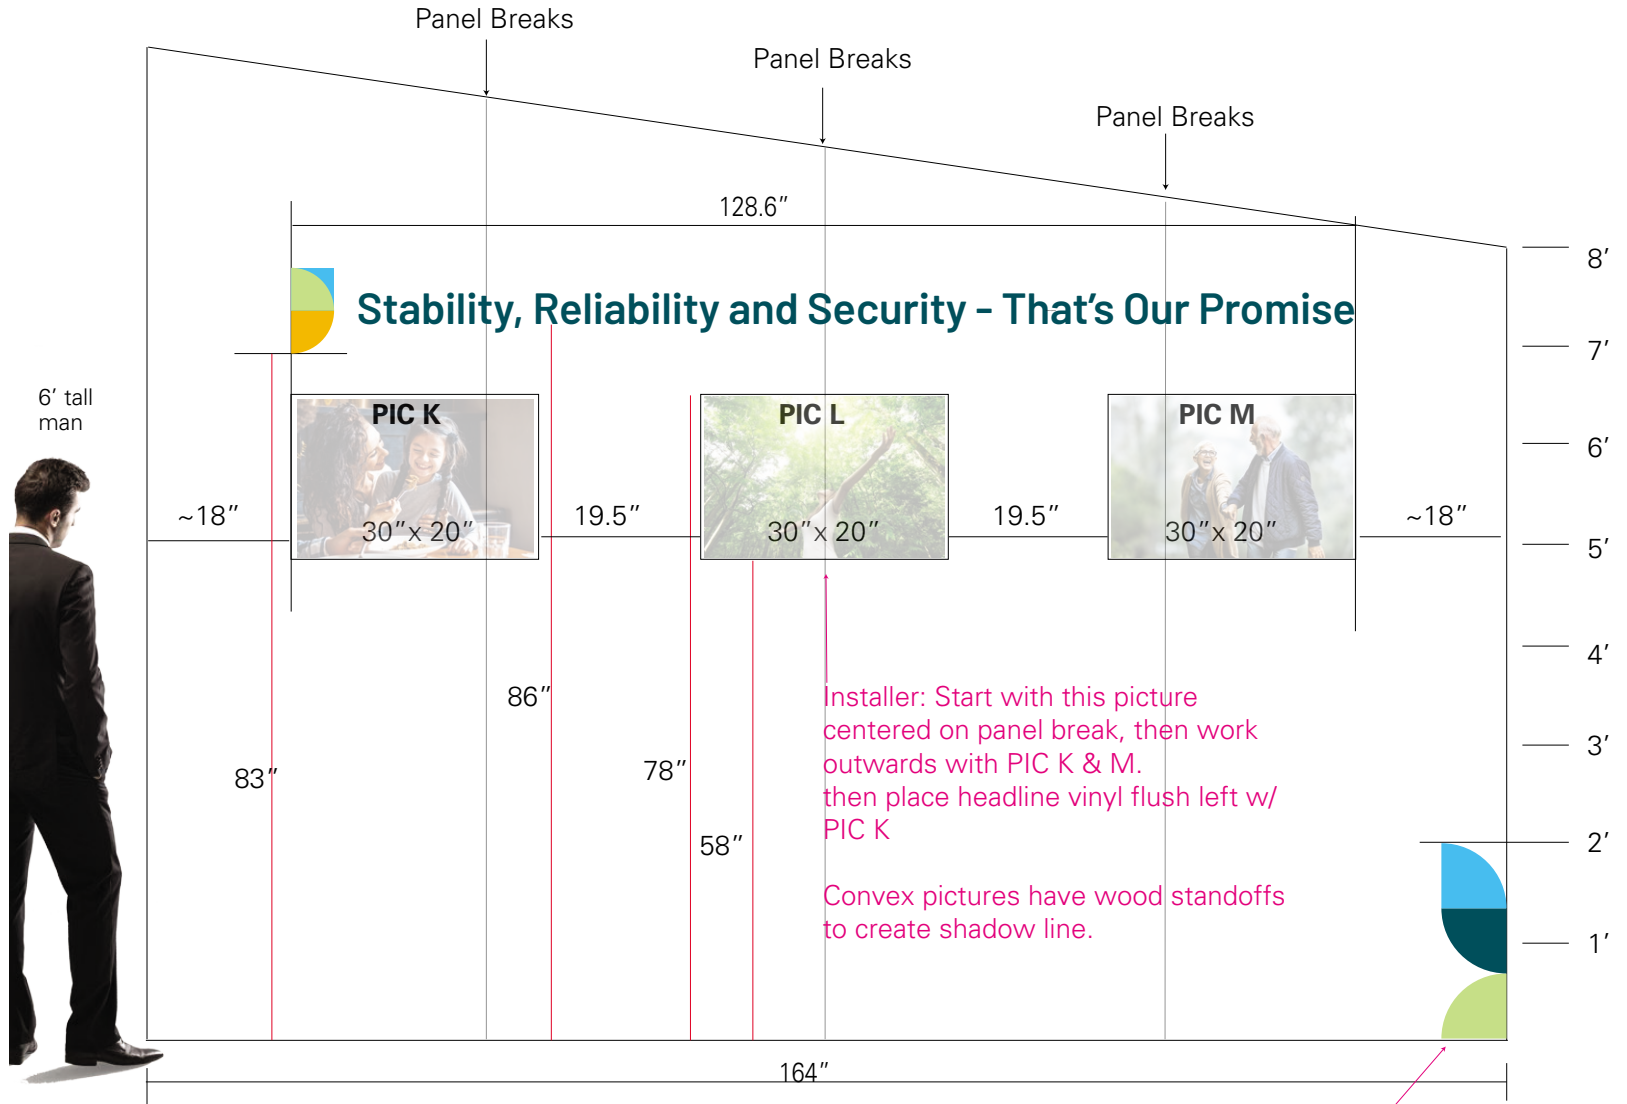 Panel Breaks
Panel Breaks
Panel Breaks
128.6”
8’
Stability, Reliability and Security - That’s Our Promise
7’
6’ tall
man
PIC K
PIC L
PIC M
6’
~18”
30”x 20”
19.5”
30”x 20”
19.5”
30”x 20”
~18”
5’
4’
86”
Installer: Start with this picture
centered on panel break, then work
outwards with PIC K & M.
then place headline vinyl flush left w/
PIC K
3’
83”
78”
58”
2’
Convex pictures have wood standoffs
to create shadow line.
1’
164”